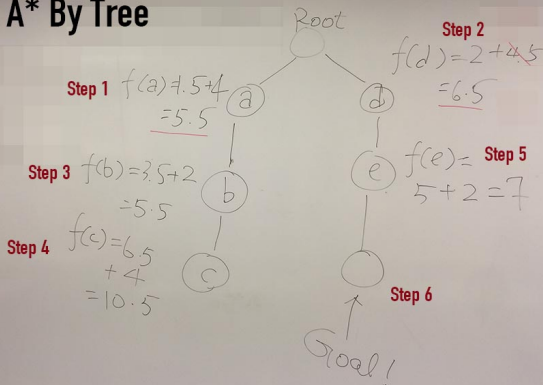 A* By Tree
Root
Step 1
f(a)=1.5+4
=5.5
a
Step 2
f(d)=2+4.5
=6.5
d
Step 3
f(b)=3.5+2
=5.5
b
f(e)=
Step 5
5+2=7
e
Step 4
f(c)=6.5
+4
=10.5
c
Step 6
Goal!